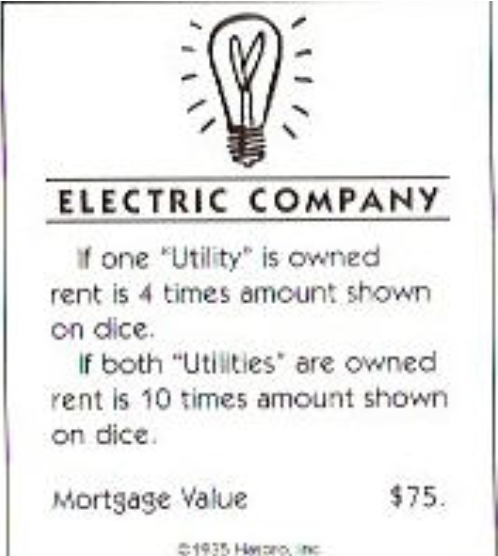 ELECTRIC COMPANY
If one "Utility" is owned
rent is 4 times amount shown
on dice.
If both "Utilities" are owned
rent is 10 times amount shown
on dice.
Mortgage Value $75.
©1935 Hasbro, Inc.